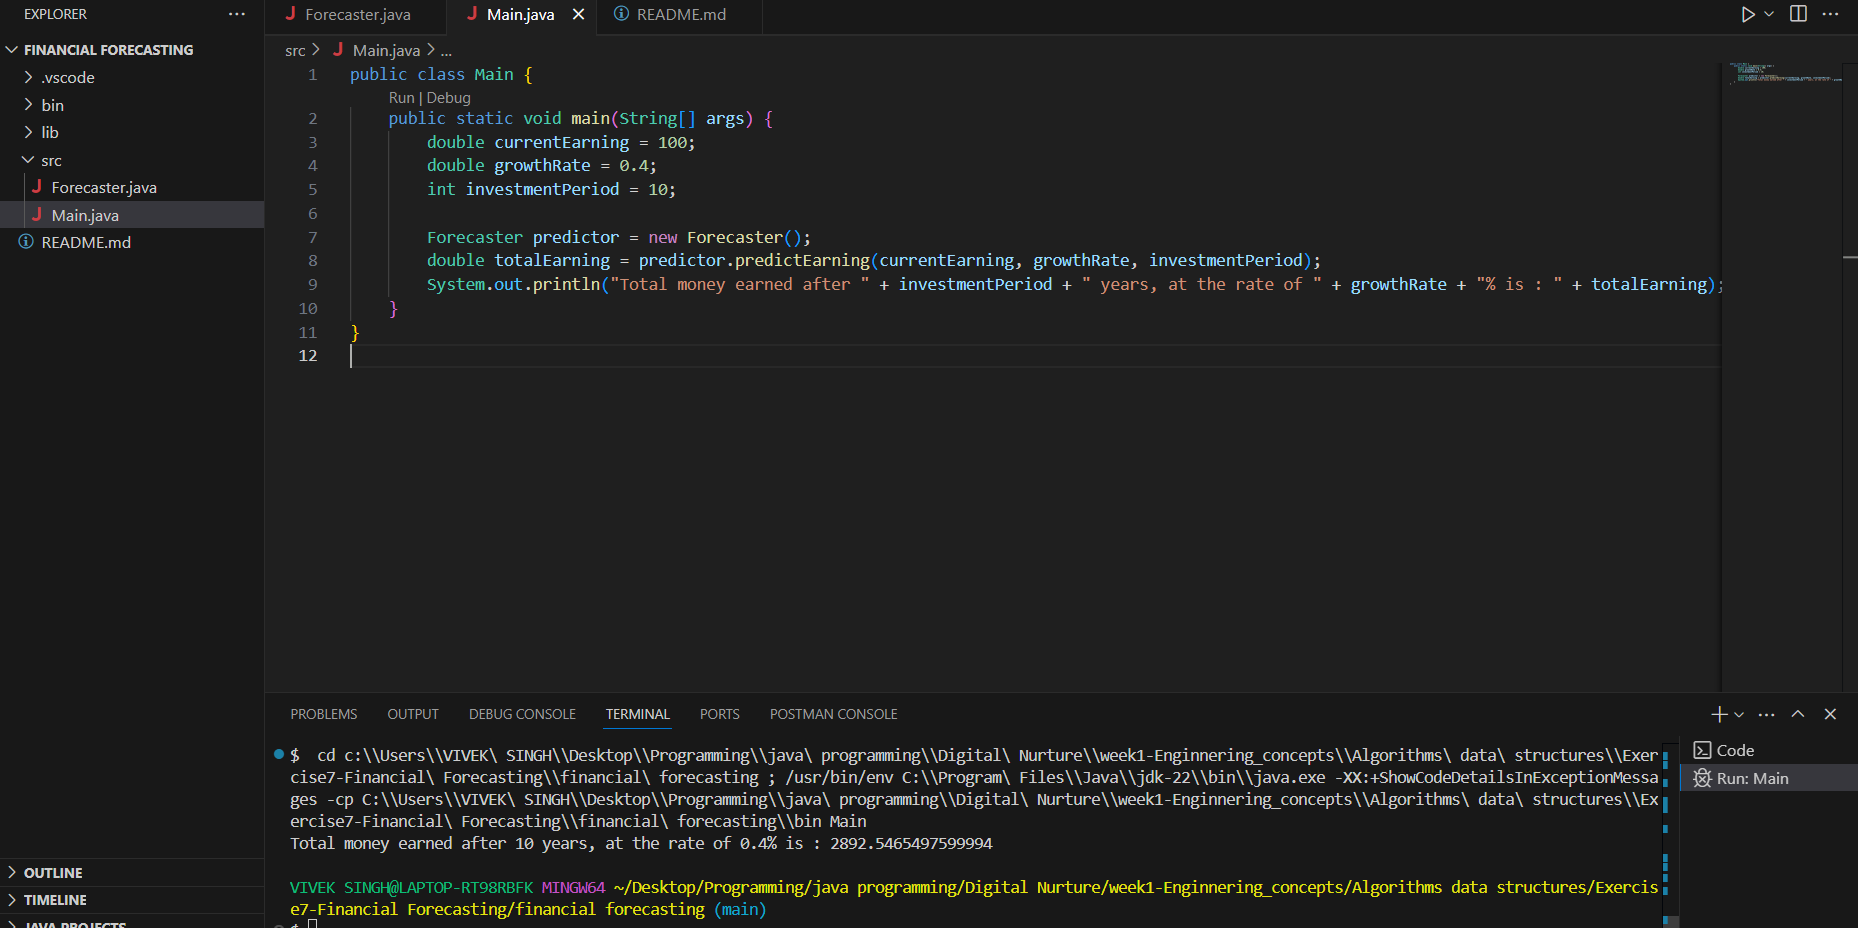 EXPLORER
FINANCIAL FORECASTING
.vscode
bin
lib
src
Forecaster.java
Main.java
README.md
OUTLINE
TIMELINE
JAVA PROJECTS
Forecaster.java Main.java README.md
src > Main.java > ...
1 public class Main {
Run | Debug
2 public static void main(String[] args) {
3 double currentEarning = 100;
4 double growthRate = 0.4;
5 int investmentPeriod = 10;
6
7 Forecaster predictor = new Forecaster();
8 double totalEarning = predictor.predictEarning(currentEarning, growthRate, investmentPeriod);
9 System.out.println("Total money earned after " + investmentPeriod + " years, at the rate of " + growthRate + "% is : " + totalEarning);
10 }
11 }
12
PROBLEMS OUTPUT DEBUG CONSOLE TERMINAL PORTS POSTMAN CONSOLE
$ cd c:\\Users\\VIVEK\ SINGH\\Desktop\\Programming\\java\ programming\\Digital\ Nurture\\week1-Enginnering_concepts\\Algorithms\ data\ structures\\Exer
cise7-Financial\ Forecasting\\financial\ forecasting ; /usr/bin/env C:\\Program\ Files\\Java\\jdk-22\\bin\\java.exe -XX:+ShowCodeDetailsInExceptionMessa
ges -cp C:\\Users\\VIVEK\ SINGH\\Desktop\\Programming\\java\ programming\\Digital\ Nurture\\week1-Enginnering_concepts\\Algorithms\ data\ structures\\Ex
ercise7-Financial\ Forecasting\\financial\ forecasting\\bin Main
Total money earned after 10 years, at the rate of 0.4% is : 2892.5465497599994
VIVEK SINGH@LAPTOP-RT98RBFK MINGW64 ~/Desktop/Programming/java programming/Digital Nurture/week1-Enginnering_concepts/Algorithms data structures/Exercis
e7-Financial Forecasting/financial forecasting (main)
$
Code
Run: Main